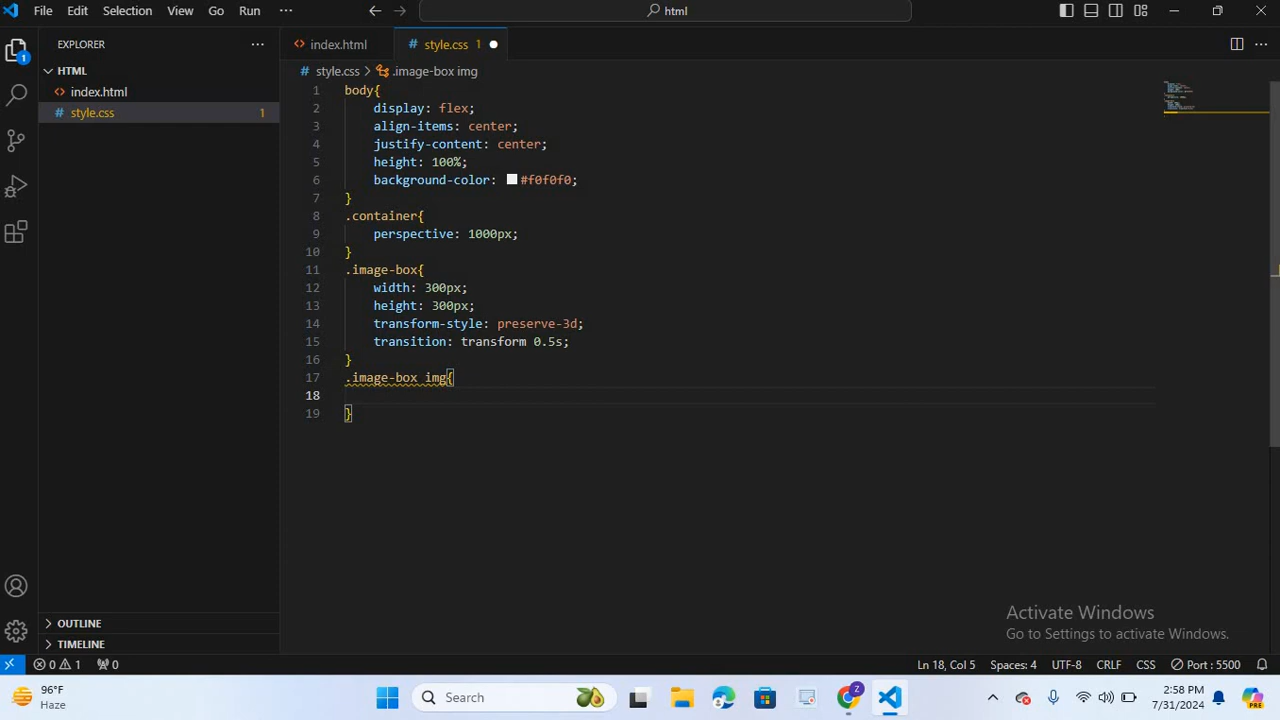 File Edit Selection View Go Run ··· html
EXPLORER ···
index.html
style.css 1
HTML
index.html
style.css 1
style.css > .image-box img
1 body{
2 display: flex;
3 align-items: center;
4 justify-content: center;
5 height: 100%;
6 background-color: #f0f0f0;
7 }
8 .container{
9 perspective: 1000px;
10 }
11 .image-box{
12 width: 300px;
13 height: 300px;
14 transform-style: preserve-3d;
15 transition: transform 0.5s;
16 }
17 .image-box img{
18
19 }
1
OUTLINE
TIMELINE
Activate Windows
Go to Settings to activate Windows.
0 1 0 Ln 18, Col 5 Spaces: 4 UTF-8 CRLF CSS Port : 5500
96°F
Haze
Search
Z
2:58 PM
7/31/2024
PRE